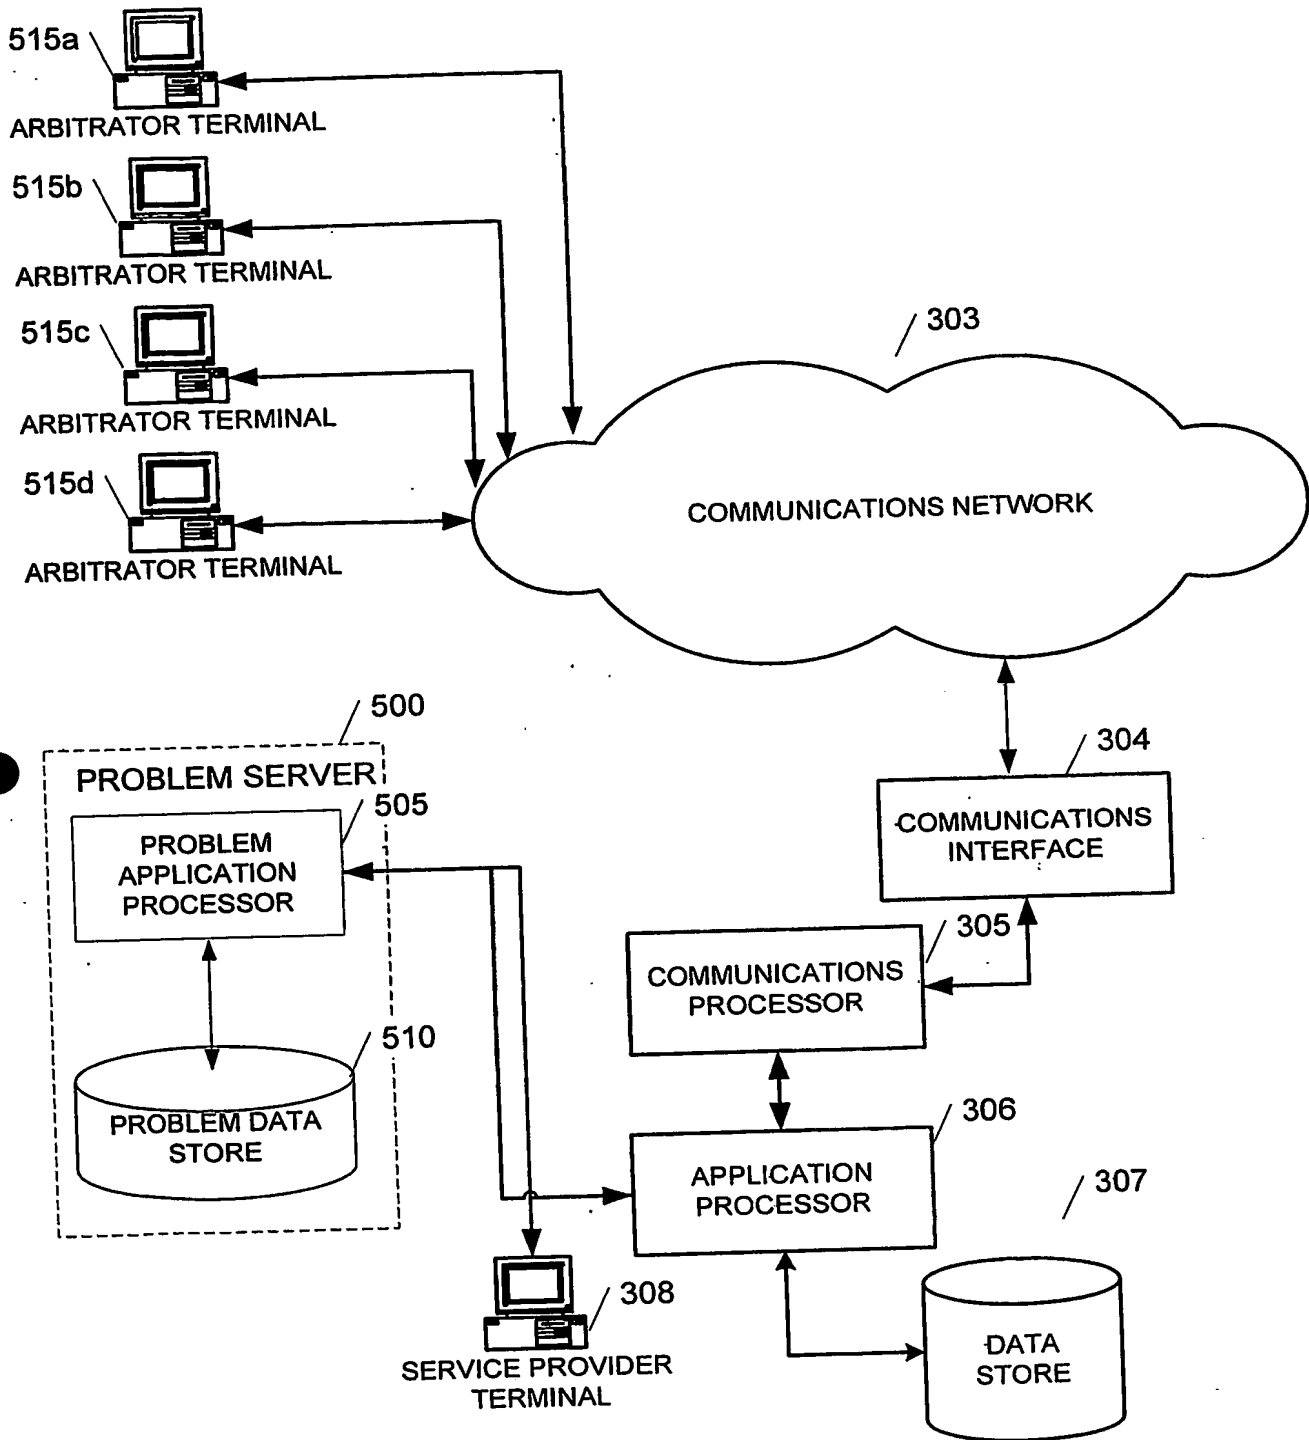 515a
ARBITRATOR TERMINAL
515b
ARBITRATOR TERMINAL
515c
ARBITRATOR TERMINAL
515d
ARBITRATOR TERMINAL
303
COMMUNICATIONS NETWORK
500
PROBLEM SERVER
505
PROBLEM
APPLICATION
PROCESSOR
510
PROBLEM DATA
STORE
304
COMMUNICATIONS
INTERFACE
305
COMMUNICATIONS
PROCESSOR
306
APPLICATION
PROCESSOR
307
DATA
STORE
308
SERVICE PROVIDER
TERMINAL